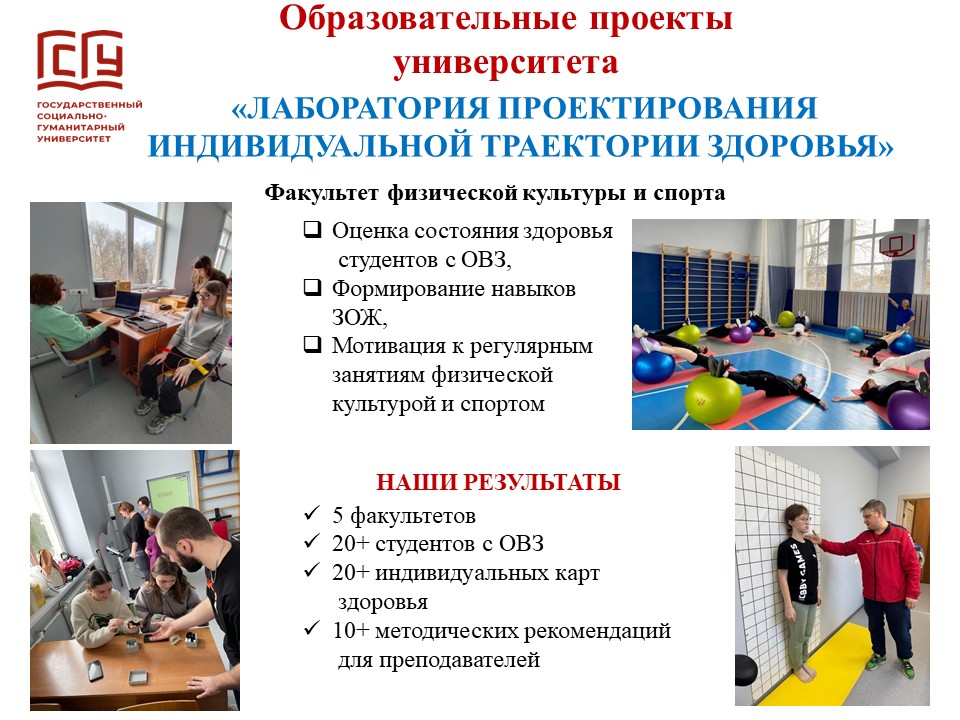 Образовательные проекты
университета
ГСГУ
ГОСУДАРСТВЕННЫЙ
СОЦИАЛЬНО-
ГУМАНИТАРНЫЙ
УНИВЕРСИТЕТ
«ЛАБОРАТОРИЯ ПРОЕКТИРОВАНИЯ
ИНДИВИДУАЛЬНОЙ ТРАЕКТОРИИ ЗДОРОВЬЯ»
Факультет физической культуры и спорта
Оценка состояния здоровья
студентов с ОВЗ,
Формирование навыков
ЗОЖ,
Мотивация к регулярным
занятиям физической
культурой и спортом
НАШИ РЕЗУЛЬТАТЫ
5 факультетов
20+ студентов с ОВЗ
20+ индивидуальных карт
здоровья
10+ методических рекомендаций
для преподавателей